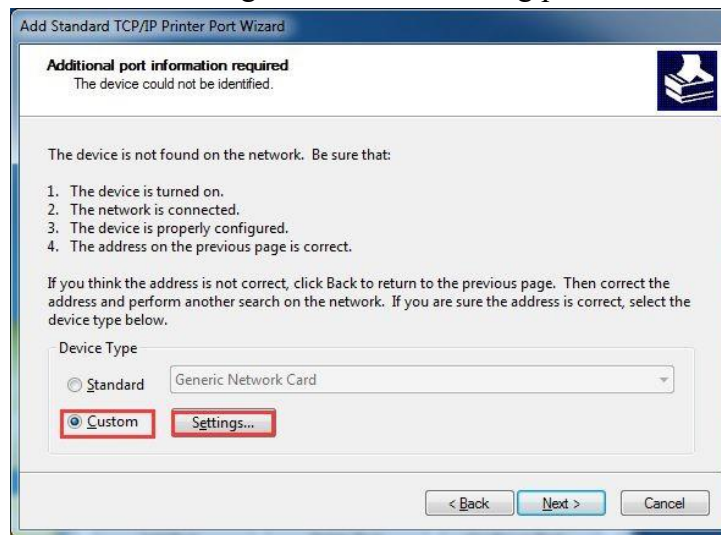 Add Standard TCP/IP Printer Port Wizard
Additional port information required
The device could not be identified.
The device is not found on the network. Be sure that:
1. The device is turned on.
2. The network is connected.
3. The device is properly configured.
4. The address on the previous page is correct.
If you think the address is not correct, click Back to return to the previous page. Then correct the
address and perform another search on the network. If you are sure the address is correct, select the
device type below.
Device Type
Standard Generic Network Card
Custom Settings...
< Back Next > Cancel